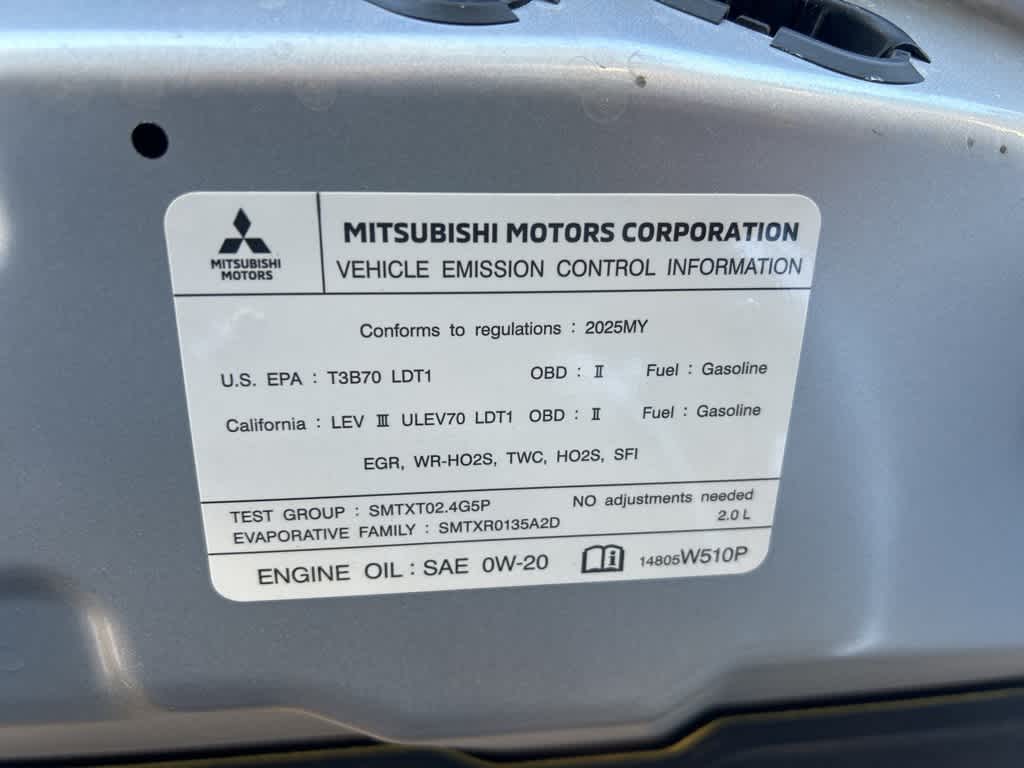 MITSUBISHI
MOTORS
MITSUBISHI MOTORS CORPORATION
VEHICLE EMISSION CONTROL INFORMATION
Conforms to regulations : 2025MY
U.S. EPA : T3B70 LDT1 OBD : Ⅱ Fuel : Gasoline
California : LEV Ⅲ ULEV70 LDT1 OBD : Ⅱ Fuel : Gasoline
EGR, WR-HO2S, TWC, HO2S, SFI
TEST GROUP : SMTXT02.4G5P NO adjustments needed
EVAPORATIVE FAMILY : SMTXR0135A2D 2.0 L
ENGINE OIL : SAE 0W-20 14805W510P